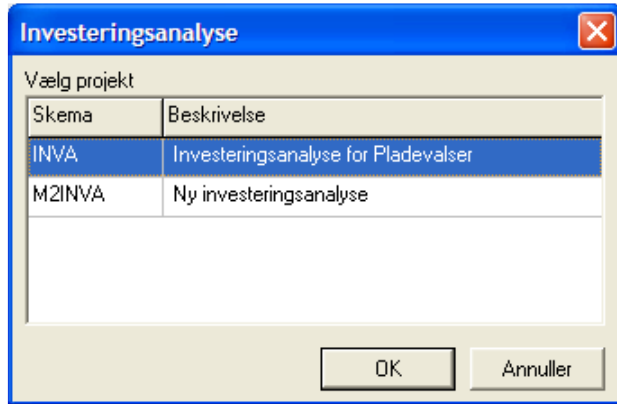 Investeringsanalyse
Vælg projekt
Skema Beskrivelse
INVA Investeringsanalyse for Pladevalser
M2INVA Ny investeringsanalyse
OK Annuller